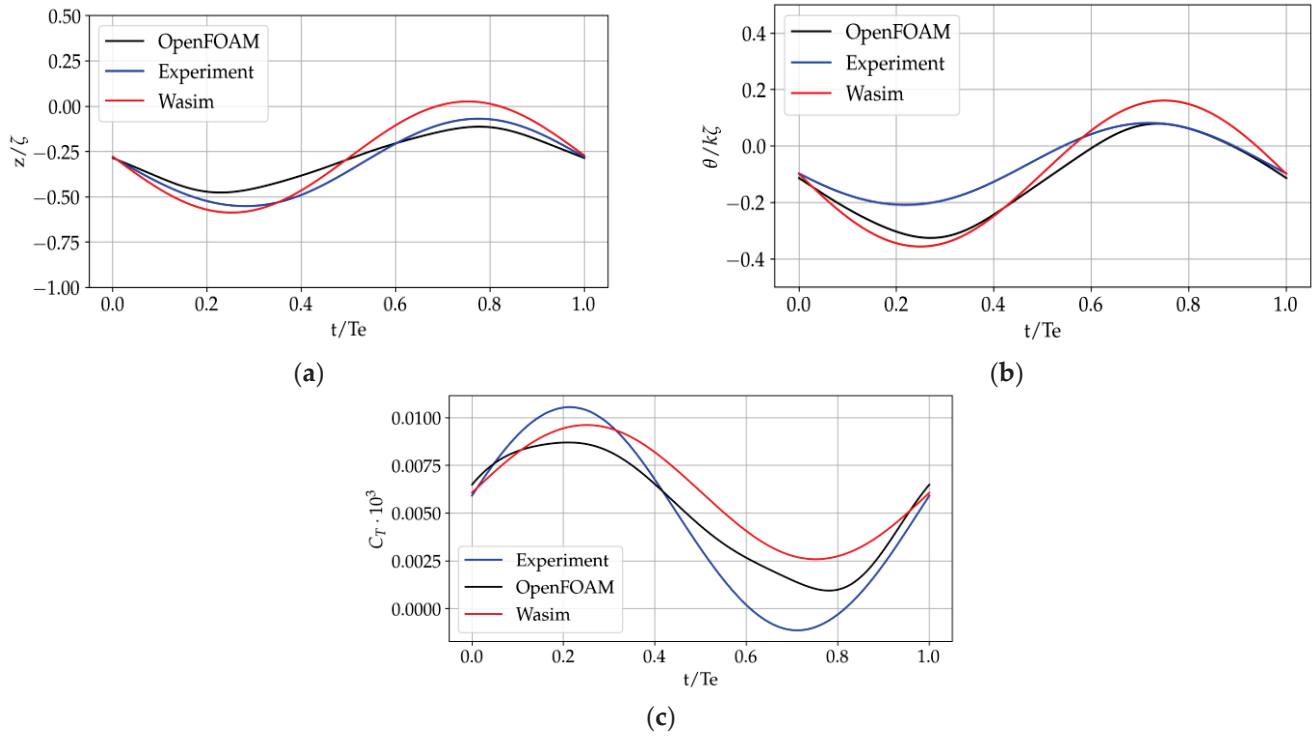 0.50
0.25
0.00
−0.25
−0.50
−0.75
−1.00
z/ζ
OpenFOAM
Experiment
Wasim
0.0 0.2 0.4 0.6 0.8 1.0
t/Te
(a)
0.4
0.2
0.0
−0.2
−0.4
θ/kζ
OpenFOAM
Experiment
Wasim
0.0 0.2 0.4 0.6 0.8 1.0
t/Te
(b)
0.0100
0.0075
0.0050
0.0025
0.0000
C_T · 10³
Experiment
OpenFOAM
Wasim
0.0 0.2 0.4 0.6 0.8 1.0
t/Te
(c)